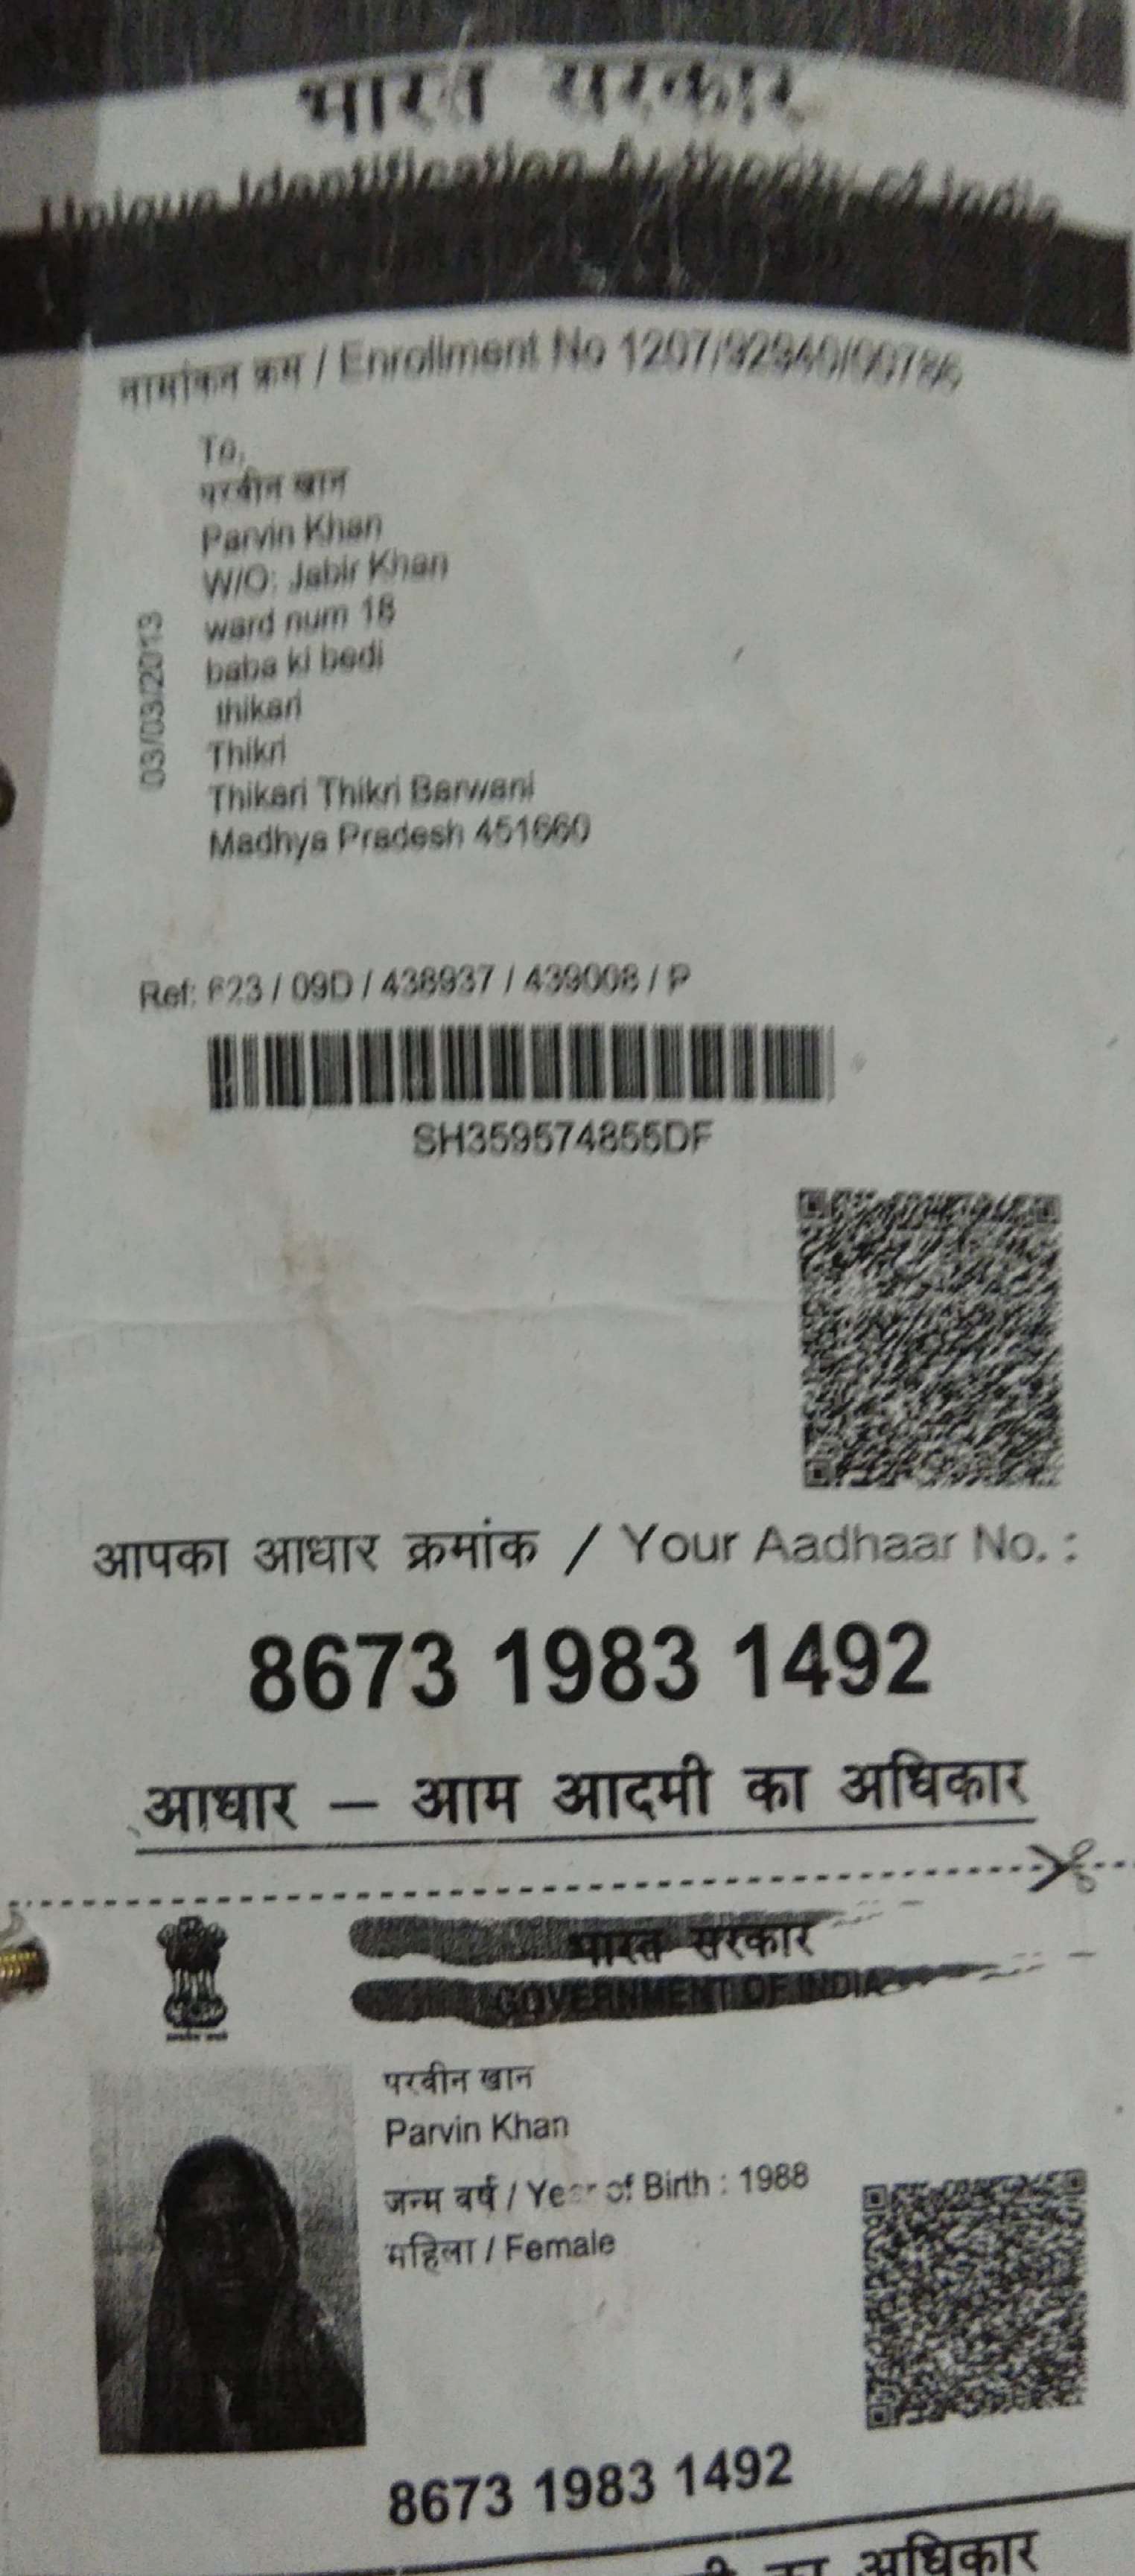 भारत सरकार
Unique Identification Authority of India
नामांकन क्रम / Enrollment No 1207/92940/00786
To,
परवीन खान
Parvin Khan
W/O: Jabir Khan
ward num 18
baba ki bedi
thikari
Thikri
Thikari Thikri Barwani
Madhya Pradesh 451660
03/03/2013
Ref: 623 / 09D / 438937 / 439008 / P
SH359574855DF
आपका आधार क्रमांक / Your Aadhaar No. :
8673 1983 1492
आधार – आम आदमी का अधिकार
भारत सरकार
GOVERNMENT OF INDIA
परवीन खान
Parvin Khan
जन्म वर्ष / Year of Birth : 1988
महिला / Female
8673 1983 1492
का अधिकार